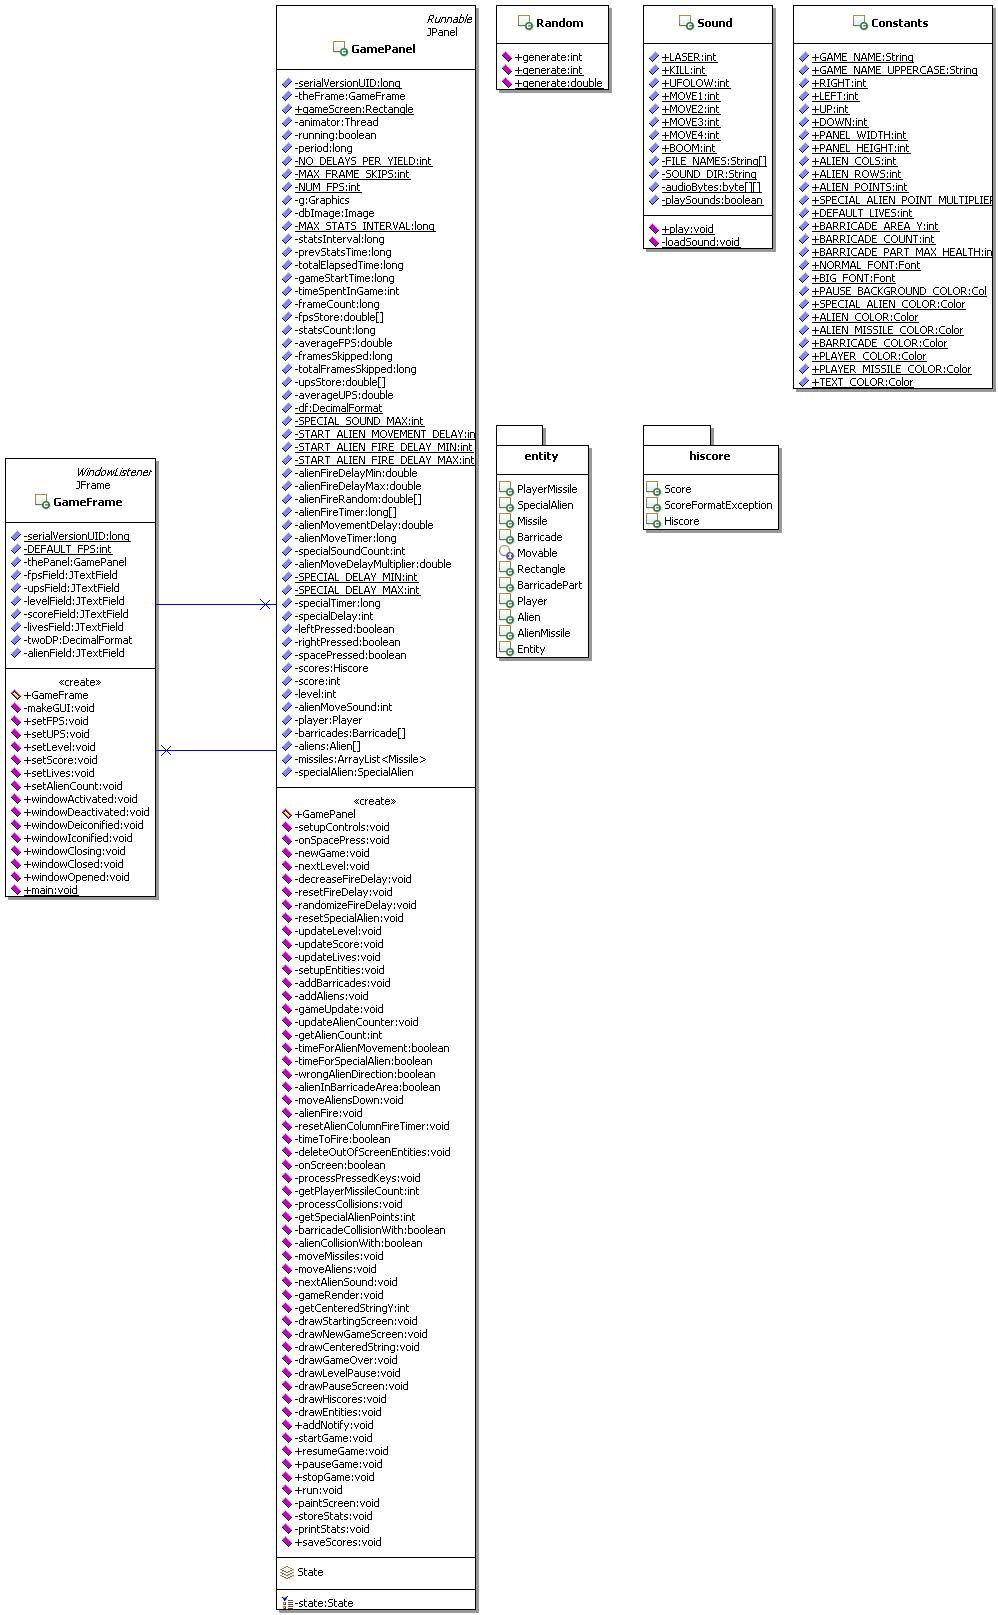 WindowListener
JFrame
GameFrame
-serialVersionUID:long
-DEFAULT_FPS:int
-thePanel:GamePanel
-fpsField:JTextField
-upsField:JTextField
-levelField:JTextField
-scoreField:JTextField
-livesField:JTextField
-twoDP:DecimalFormat
-alienField:JTextField
«create»
+GameFrame
-makeGUI:void
+setFPS:void
+setUPS:void
+setLevel:void
+setScore:void
+setLives:void
+setAlienCount:void
+windowActivated:void
+windowDeactivated:void
+windowDeiconified:void
+windowIconified:void
+windowClosing:void
+windowClosed:void
+windowOpened:void
+main:void
Runnable
JPanel
GamePanel
-serialVersionUID:long
-theFrame:GameFrame
+gameScreen:Rectangle
-animator:Thread
-running:boolean
-period:long
-NO_DELAYS_PER_YIELD:int
-MAX_FRAME_SKIPS:int
-NUM_FPS:int
-g:Graphics
-dbImage:Image
-MAX_STATS_INTERVAL:long
-statsInterval:long
-prevStatsTime:long
-totalElapsedTime:long
-gameStartTime:long
-timeSpentInGame:int
-frameCount:long
-fpsStore:double[]
-statsCount:long
-averageFPS:double
-framesSkipped:long
-totalFramesSkipped:long
-upsStore:double[]
-averageUPS:double
-df:DecimalFormat
-SPECIAL_SOUND_MAX:int
-START_ALIEN_MOVEMENT_DELAY:in
-START_ALIEN_FIRE_DELAY_MIN:int
-START_ALIEN_FIRE_DELAY_MAX:int
-alienFireDelayMin:double
-alienFireDelayMax:double
-alienFireRandom:double[]
-alienFireTimer:long[]
-alienMovementDelay:double
-alienMoveTimer:long
-specialSoundCount:int
-alienMoveDelayMultiplier:double
-SPECIAL_DELAY_MIN:int
-SPECIAL_DELAY_MAX:int
-specialTimer:long
-specialDelay:int
-leftPressed:boolean
-rightPressed:boolean
-spacePressed:boolean
-scores:Hiscore
-score:int
-level:int
-alienMoveSound:int
-player:Player
-barricades:Barricade[]
-aliens:Alien[]
-missiles:ArrayList<Missile>
-specialAlien:SpecialAlien
«create»
+GamePanel
-setupControls:void
-onSpacePress:void
-newGame:void
-nextLevel:void
-decreaseFireDelay:void
-resetFireDelay:void
-randomizeFireDelay:void
-resetSpecialAlien:void
-updateLevel:void
-updateScore:void
-updateLives:void
-setupEntities:void
-addBarricades:void
-addAliens:void
-gameUpdate:void
-updateAlienCounter:void
-getAlienCount:int
-timeForAlienMovement:boolean
-timeForSpecialAlien:boolean
-wrongAlienDirection:boolean
-alienInBarricadeArea:boolean
-moveAliensDown:void
-alienFire:void
-resetAlienColumnFireTimer:void
-timeToFire:boolean
-deleteOutOfScreenEntities:void
-onScreen:boolean
-processPressedKeys:void
-getPlayerMissileCount:int
-processCollisions:void
-getSpecialAlienPoints:int
-barricadeCollisionWith:boolean
-alienCollisionWith:boolean
-moveMissiles:void
-moveAliens:void
-nextAlienSound:void
-gameRender:void
-getCenteredStringY:int
-drawStartingScreen:void
-drawNewGameScreen:void
-drawCenteredString:void
-drawGameOver:void
-drawLevelPause:void
-drawPauseScreen:void
-drawHiscores:void
-drawEntities:void
+addNotify:void
-startGame:void
+resumeGame:void
+pauseGame:void
+stopGame:void
+run:void
-paintScreen:void
-storeStats:void
-printStats:void
+saveScores:void
State
-state:State
Random
+generate:int
+generate:int
+generate:double
Sound
+LASER:int
+KILL:int
+UFOLOW:int
+MOVE1:int
+MOVE2:int
+MOVE3:int
+MOVE4:int
+BOOM:int
-FILE_NAMES:String[]
-SOUND_DIR:String
-audioBytes:byte[][]
-playSounds:boolean
+play:void
-loadSound:void
Constants
+GAME_NAME:String
+GAME_NAME_UPPERCASE:String
+RIGHT:int
+LEFT:int
+UP:int
+DOWN:int
+PANEL_WIDTH:int
+PANEL_HEIGHT:int
+ALIEN_COLS:int
+ALIEN_ROWS:int
+ALIEN_POINTS:int
+SPECIAL_ALIEN_POINT_MULTIPLIER
+DEFAULT_LIVES:int
+BARRICADE_AREA_Y:int
+BARRICADE_COUNT:int
+BARRICADE_PART_MAX_HEALTH:in
+NORMAL_FONT:Font
+BIG_FONT:Font
+PAUSE_BACKGROUND_COLOR:Col
+SPECIAL_ALIEN_COLOR:Color
+ALIEN_COLOR:Color
+ALIEN_MISSILE_COLOR:Color
+BARRICADE_COLOR:Color
+PLAYER_COLOR:Color
+PLAYER_MISSILE_COLOR:Color
+TEXT_COLOR:Color
entity
PlayerMissile
SpecialAlien
Missile
Barricade
Movable
Rectangle
BarricadePart
Player
Alien
AlienMissile
Entity
hiscore
Score
ScoreFormatException
Hiscore